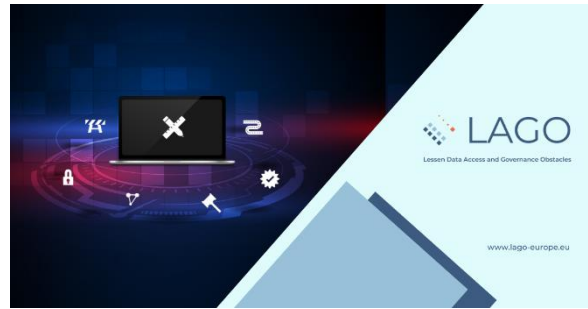 LAGO
Lessen Data Access and Governance Obstacles
www.lago-europe.eu